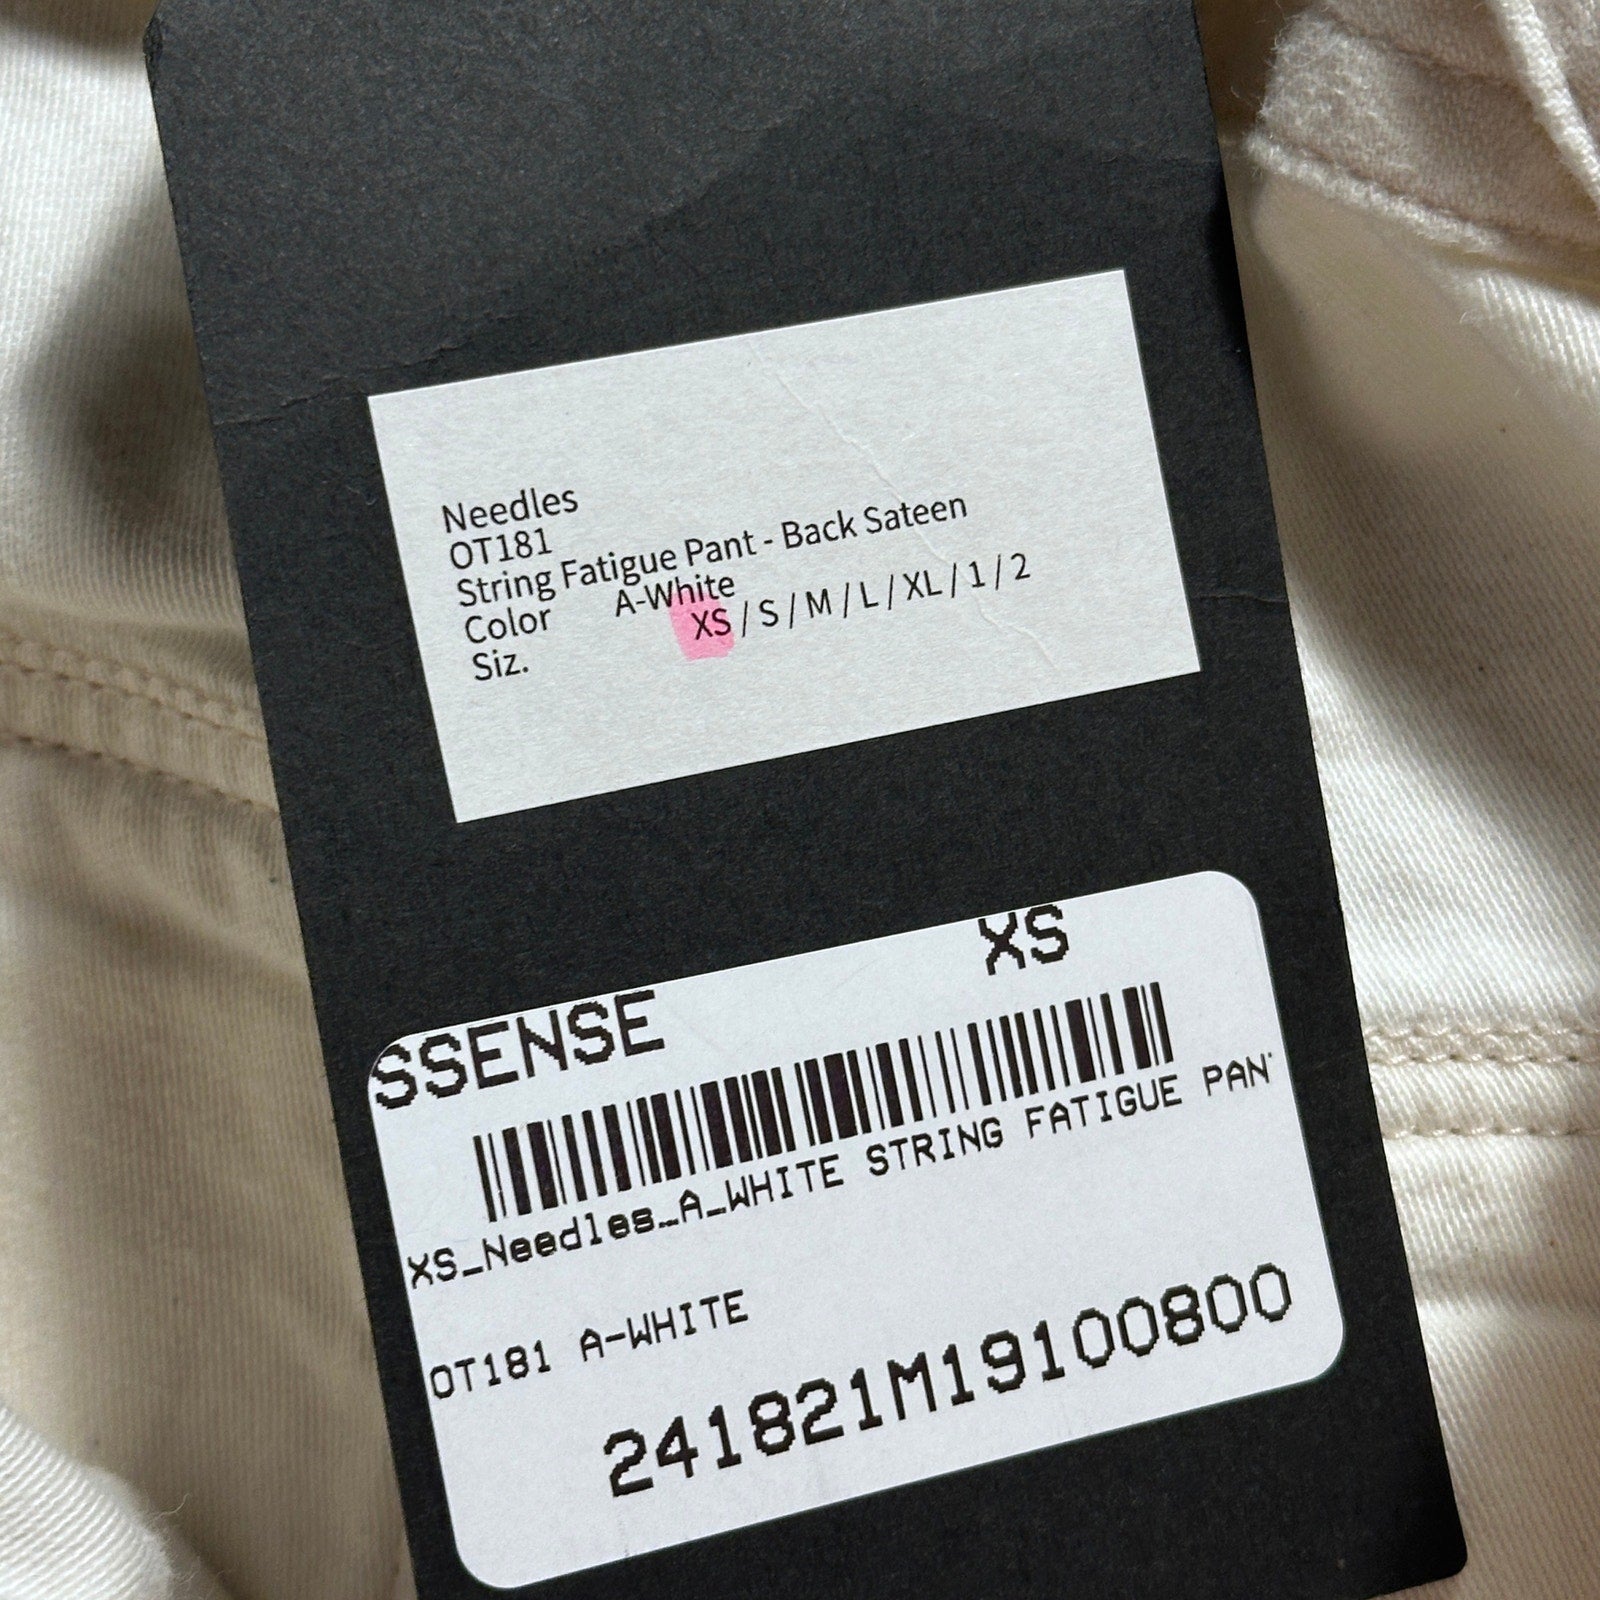 Needles
OT181
String Fatigue Pant - Back Sateen
Color A-White
Siz. XS / S / M / L / XL / 1 / 2
SSENSE XS
XS_Needles_A_WHITE STRING FATIGUE PAN
OT181 A-WHITE
241821M19100800